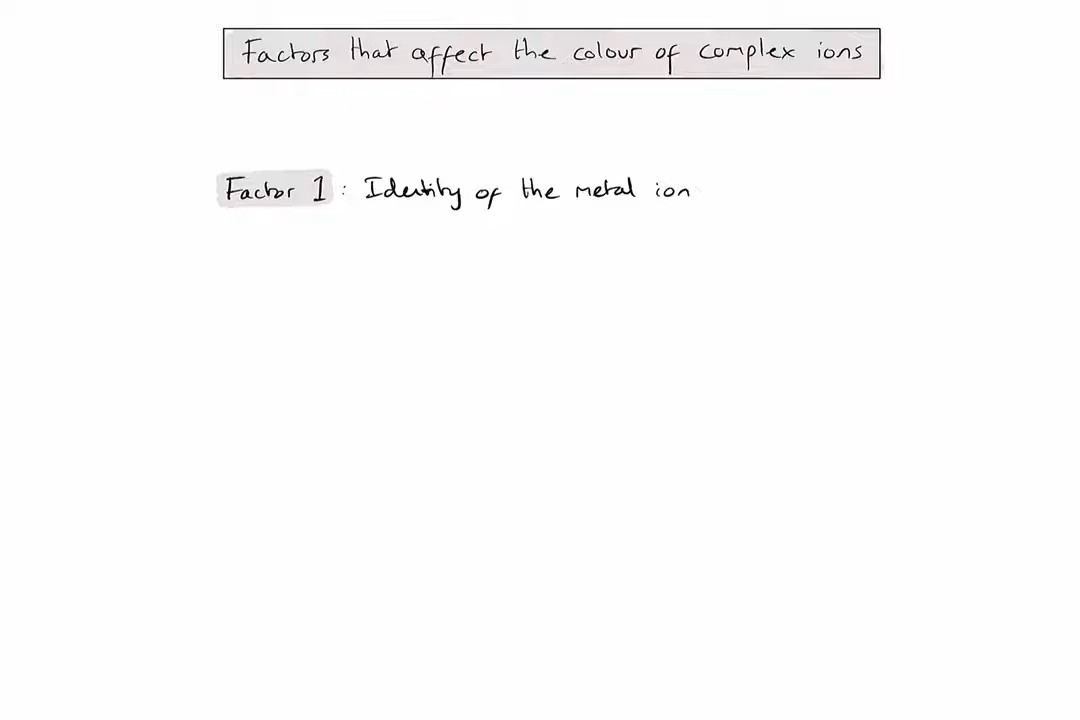 Factors that affect the colour of complex ions
Factor 1: Identity of the metal ion